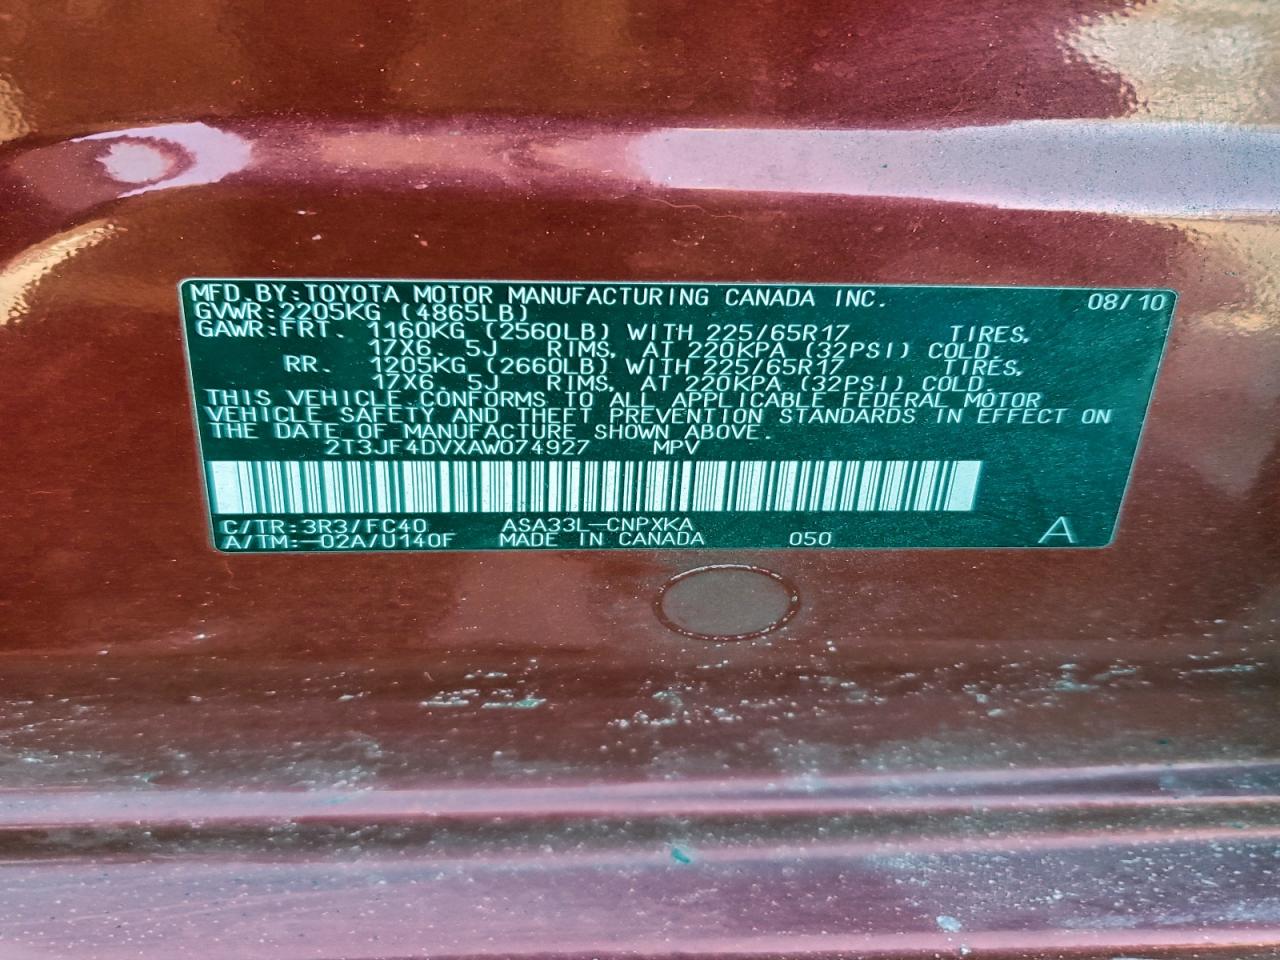 MFD. BY: TOYOTA MOTOR MANUFACTURING CANADA INC. 08/10
GVWR: 2205KG (4865LB)
GAWR: FRT. 1160KG (2560LB) WITH 225/65R17 TIRES,
17X6.5J RIMS, AT 220KPA (32PSI) COLD.
RR. 1205KG (2660LB) WITH 225/65R17 TIRES,
17X6.5J RIMS, AT 220KPA (32PSI) COLD.
THIS VEHICLE CONFORMS TO ALL APPLICABLE FEDERAL MOTOR
VEHICLE SAFETY AND THEFT PREVENTION STANDARDS IN EFFECT ON
THE DATE OF MANUFACTURE SHOWN ABOVE.
2T3JF4DVXAW074927 MPV
C/TR: 3R3/FC40 ASA33L-CNPXKA
A/TM: -02A/U140F MADE IN CANADA 050 A